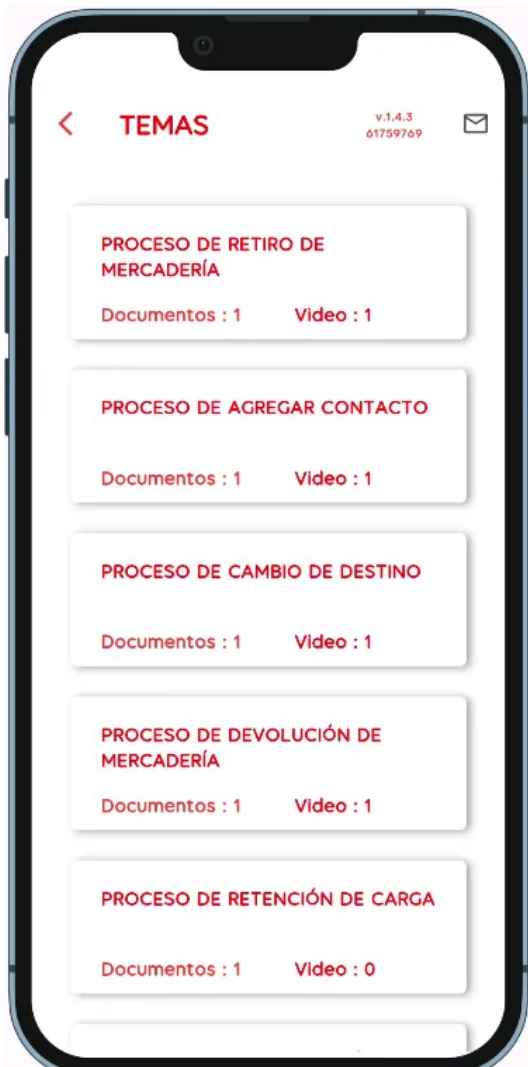 TEMAS
v.1.4.3
61759769
PROCESO DE RETIRO DE
MERCADERÍA
Documentos : 1 Video : 1
PROCESO DE AGREGAR CONTACTO
Documentos : 1 Video : 1
PROCESO DE CAMBIO DE DESTINO
Documentos : 1 Video : 1
PROCESO DE DEVOLUCIÓN DE
MERCADERÍA
Documentos : 1 Video : 1
PROCESO DE RETENCIÓN DE CARGA
Documentos : 1 Video : 0